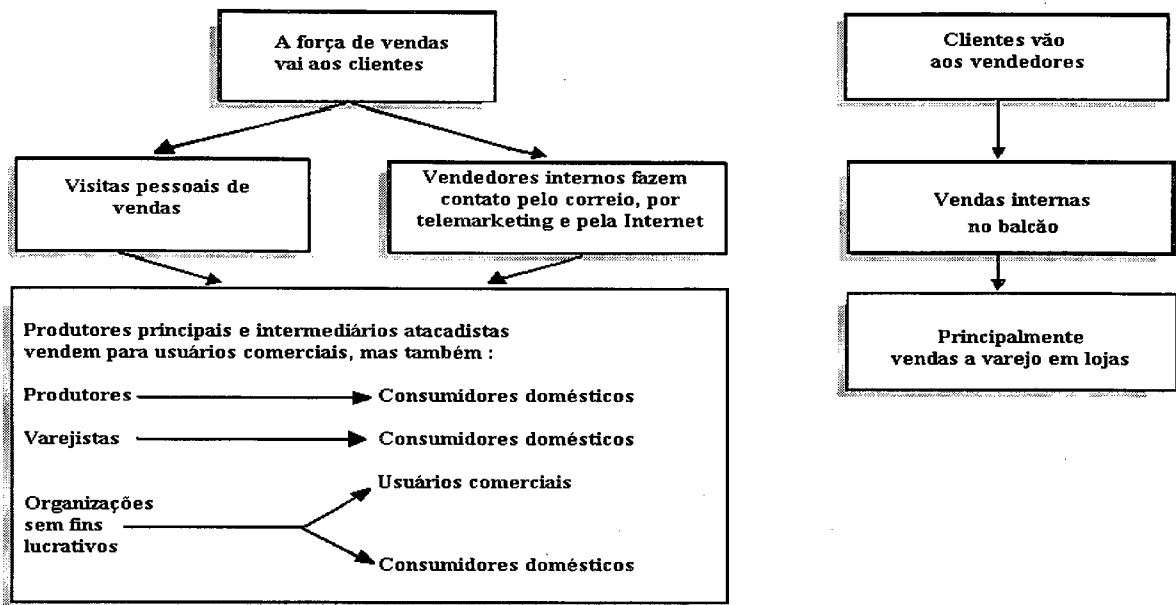 A força de vendas
vai aos clientes
Clientes vão
aos vendedores
Visitas pessoais de
vendas
Vendedores internos fazem
contato pelo correio, por
telemarketing e pela Internet
Vendas internas
no balcão
Produtores principais e intermediários atacadistas
vendem para usuários comerciais, mas também :
Produtores
Consumidores domésticos
Varejistas
Consumidores domésticos
Organizações
sem fins
lucrativos
Usuários comerciais
Consumidores domésticos
Principalmente
vendas a varejo em lojas